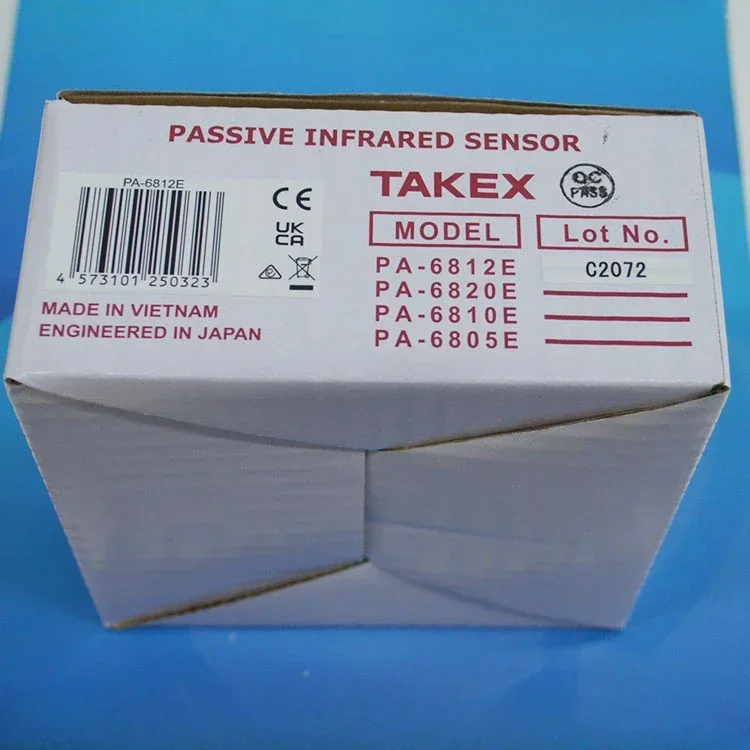 PASSIVE INFRARED SENSOR
PA-6812E
4 573101 250323
CE
UK
CA
MADE IN VIETNAM
ENGINEERED IN JAPAN
TAKEX
QC
PASS
MODEL
Lot No.
PA-6812E
C2072
PA-6820E
PA-6810E
PA-6805E